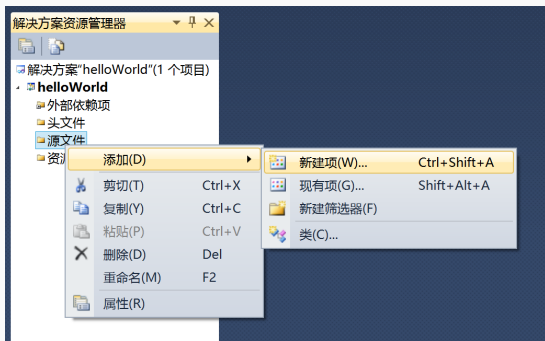 解决方案资源管理器
解决方案"helloWorld"(1 个项目)
helloWorld
外部依赖项
头文件
源文件
资源
添加(D)
剪切(T) Ctrl+X
复制(Y) Ctrl+C
粘贴(P) Ctrl+V
删除(D) Del
重命名(M) F2
属性(R)
新建项(W)... Ctrl+Shift+A
现有项(G)... Shift+Alt+A
新建筛选器(F)
类(C)...